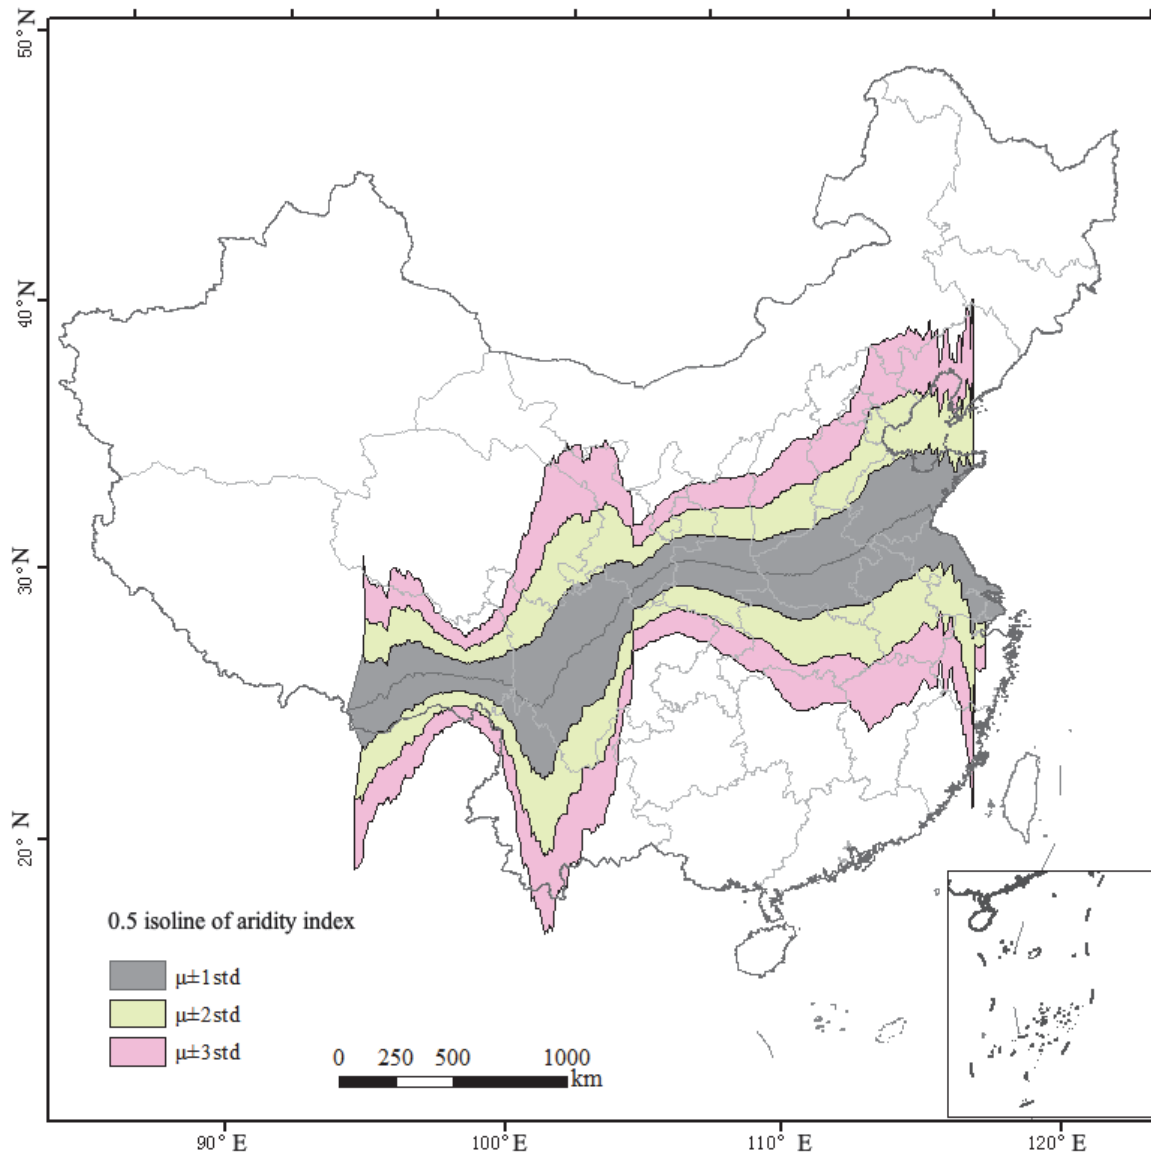 50°N
40°N
30°N
20° N
0.5 isoline of aridity index
μ±1std
μ±2std
μ±3std
0 250 500 1000
km
90° E 100° E 110° E 120° E